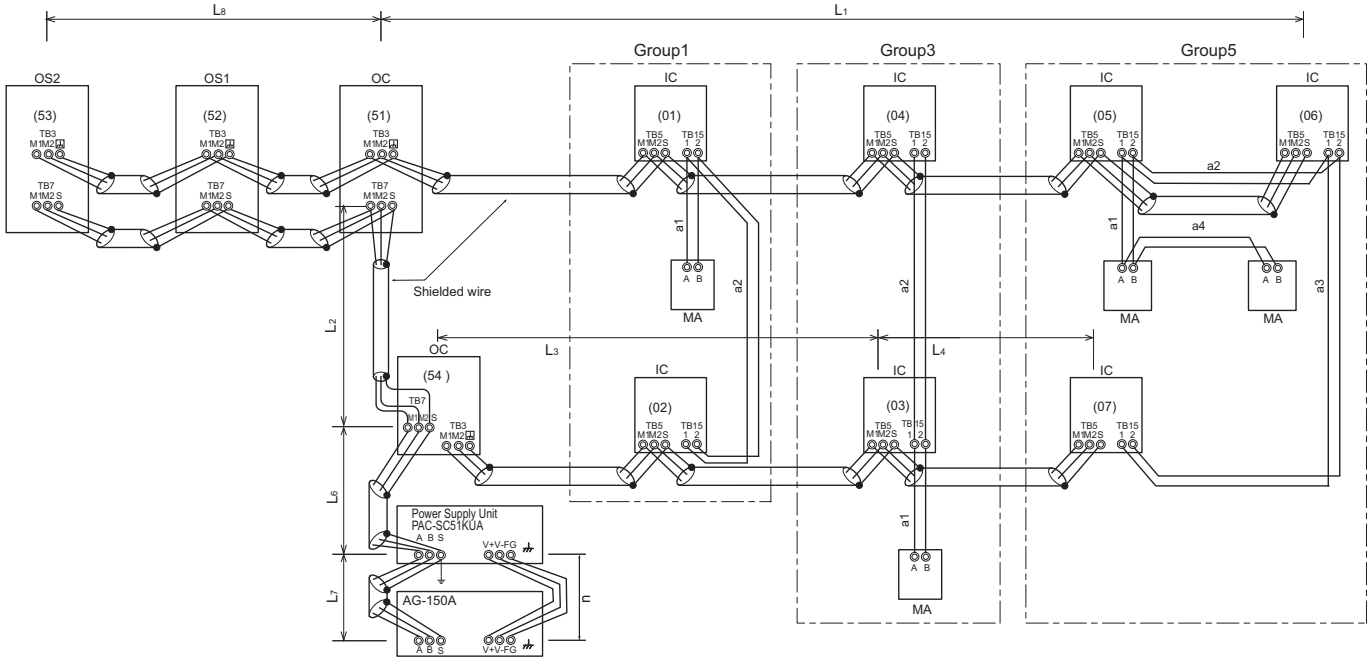 L8
L1
Group1
Group3
Group5
OS2
OS1
OC
IC
IC
IC
IC
(53)
(52)
(51)
(01)
(04)
(05)
(06)
TB3
TB3
TB3
M1M2
M1M2
M1M2
TB5
TB15
M1M2S
1 2
TB5
TB15
M1M2S
1 2
TB5
TB15
M1M2S
1 2
TB5
TB15
M1M2S
1 2
TB7
TB7
TB7
M1M2 S
M1M2 S
M1M2 S
a2
a1
a1
a4
A B
A B
A B
MA
MA
MA
a2
a2
a3
Shielded wire
L2
L3
L4
OC
(54 )
TB7
M1M2 S
TB3
M1M2
IC
IC
IC
(02)
(03)
(07)
TB5
TB15
M1M2S
1 2
TB5
TB15
M1M2S
1 2
TB5
TB15
M1M2S
1 2
L6
Power Supply Unit
PAC-SC51KUA
A B S
V+V-FG
a1
A B
MA
L7
n
AG-150A
A B S
V+V-FG